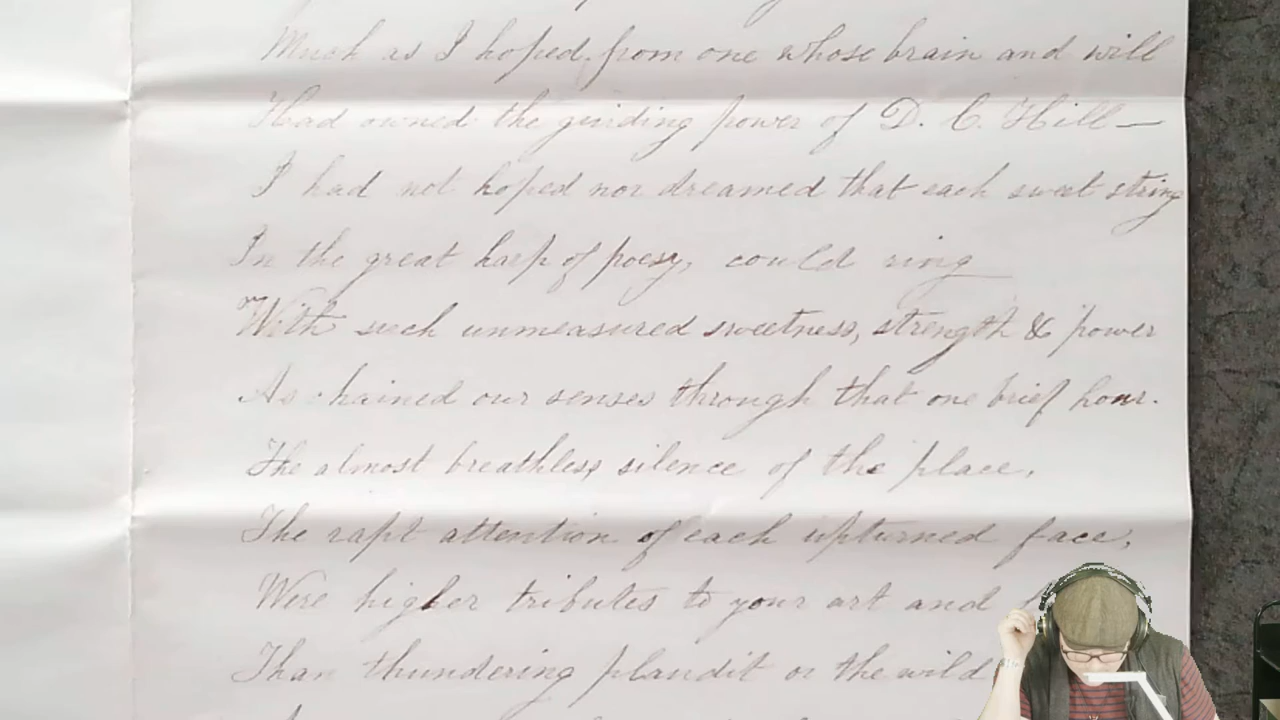 Much as I hoped from one whose brain and will
Had owned the guiding power of D. C. Hill—
I had not hoped nor dreamed that each sweet string
In the great harp of poesy, could ring
With such unmeasured sweetness, strength & power
As chained our senses through that one brief hour.
The almost breathless silence of the place,
The rapt attention of each upturned face,
Were higher tributes to your art and
Than thundering plaudit or the wild